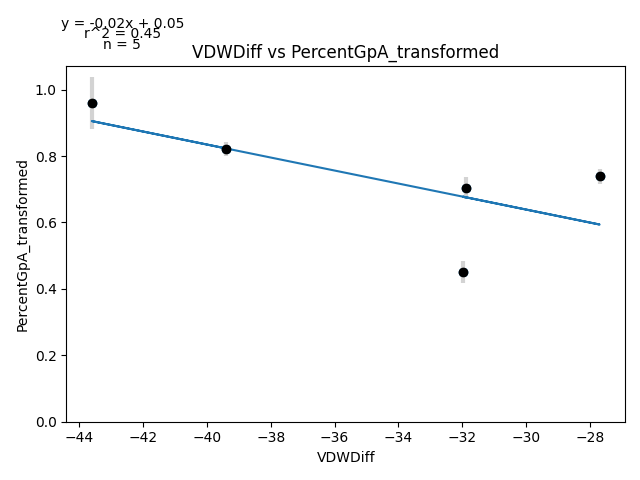 y = -0.02x + 0.05
r^2 = 0.45
n = 5
VDWDiff vs PercentGpA_transformed
PercentGpA_transformed
1.0
0.8
0.6
0.4
0.2
0.0
−44 −42 −40 −38 −36 −34 −32 −30 −28
VDWDiff